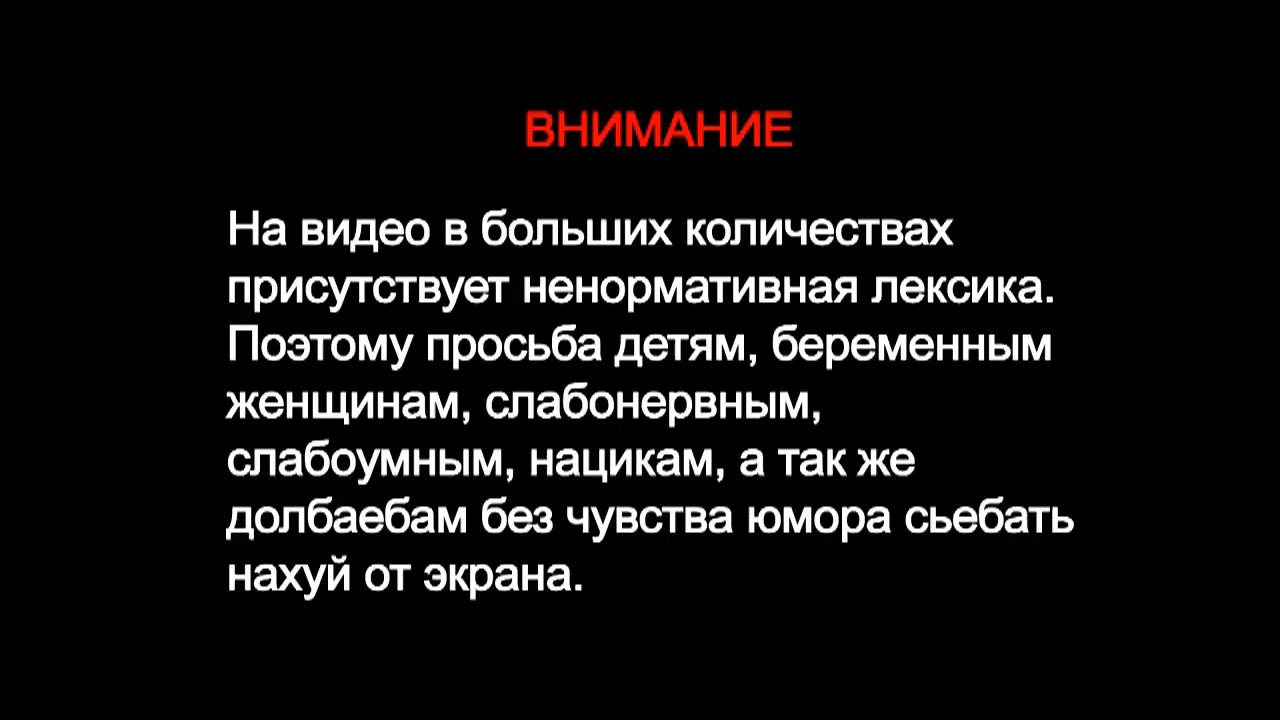 ВНИМАНИЕ
На видео в больших количествах
присутствует ненормативная лексика.
Поэтому просьба детям, беременным
женщинам, слабонервным,
слабоумным, нацикам, а так же
долбаебам без чувства юмора сьебать
нахуй от экрана.